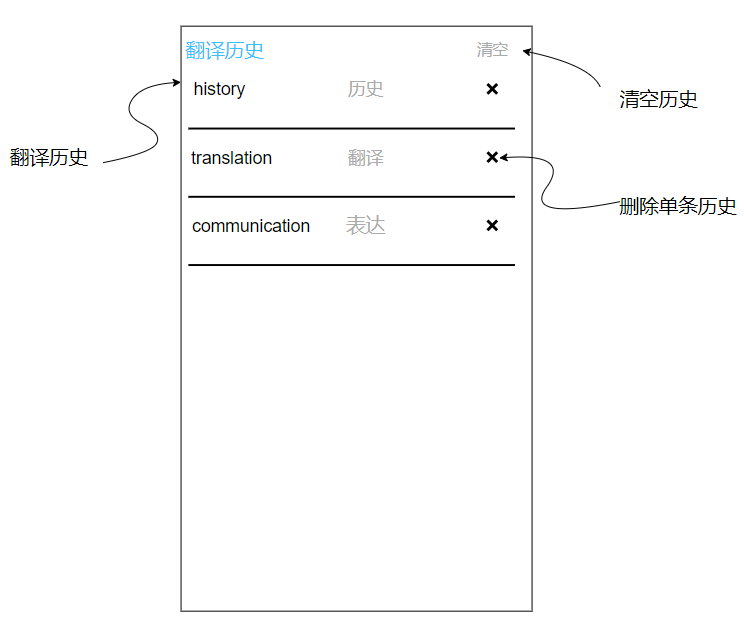 翻译历史
清空
history
历史
清空历史
翻译历史
translation
翻译
删除单条历史
communication
表达